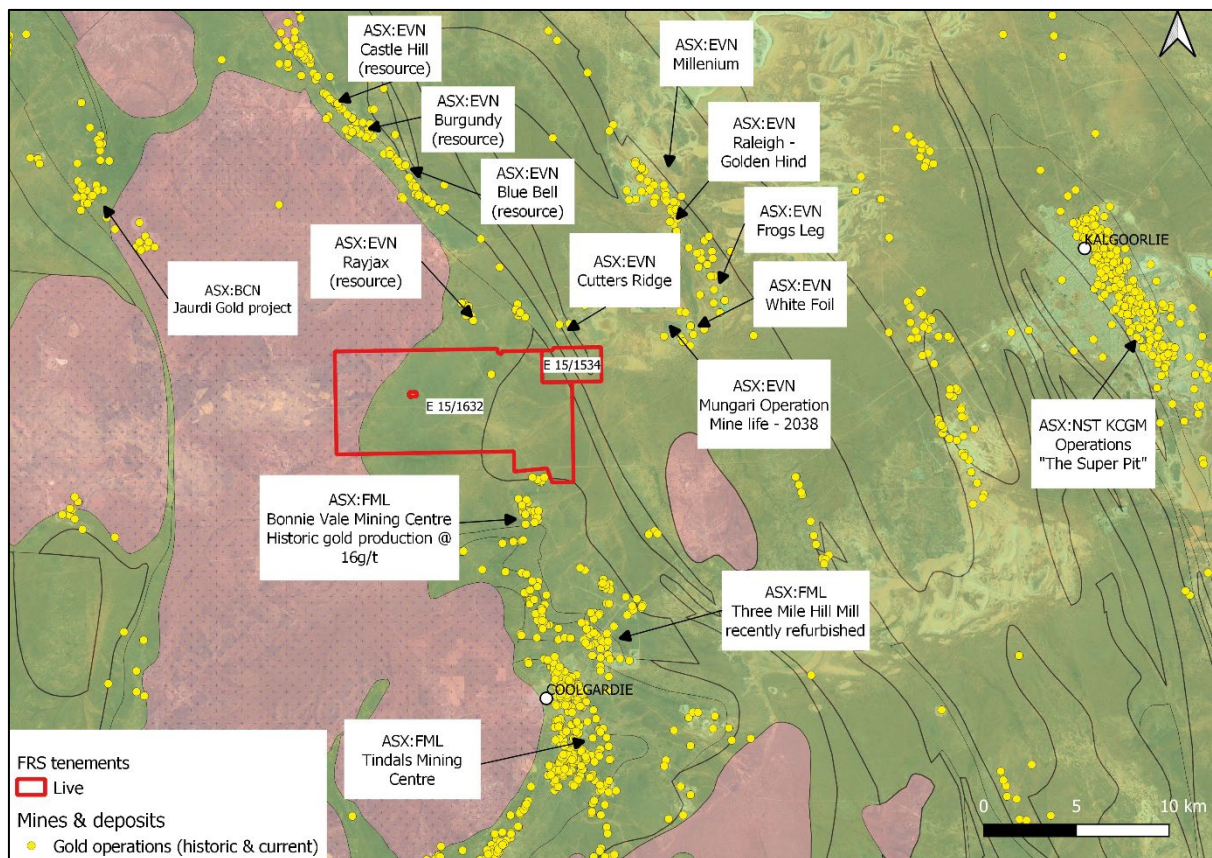 ASX:EVN
Castle Hill
(resource)
ASX:EVN
Burgundy
(resource)
ASX:EVN
Blue Bell
(resource)
ASX:EVN
Millenium
ASX:EVN
Raleigh -
Golden Hind
ASX:EVN
Frogs Leg
ASX:EVN
White Foil
ASX:EVN
Rayjax
(resource)
ASX:EVN
Cutters Ridge
ASX:BCN
Jaurdi Gold project
KALGOORLIE
E 15/1534
E 15/1632
ASX:EVN
Mungari Operation
Mine life - 2038
ASX:NST KCGM
Operations
"The Super Pit"
ASX:FML
Bonnie Vale Mining Centre
Historic gold production @
16g/t
ASX:FML
Three Mile Hill Mill
recently refurbished
COOLGARDIE
ASX:FML
Tindals Mining
Centre
FRS tenements
Live
Mines & deposits
Gold operations (historic & current)
0 5 10 km